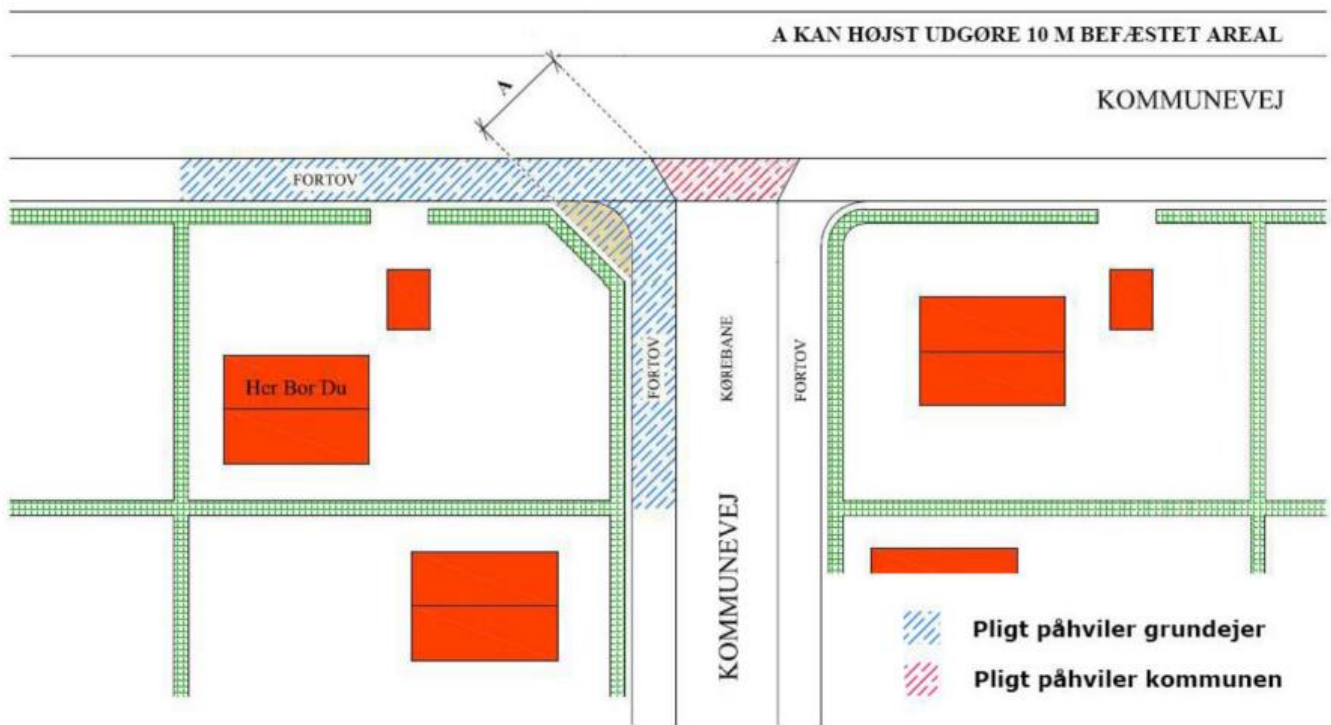 A KAN HØJST UDGØRE 10 M BEFÆSTET AREAL
KOMMUNEVEJ
A
FORTOV
Her Bor Du
FORTOV
KØREBANE
FORTOV
KOMMUNEVEJ
Pligt påhviler grundejer
Pligt påhviler kommunen